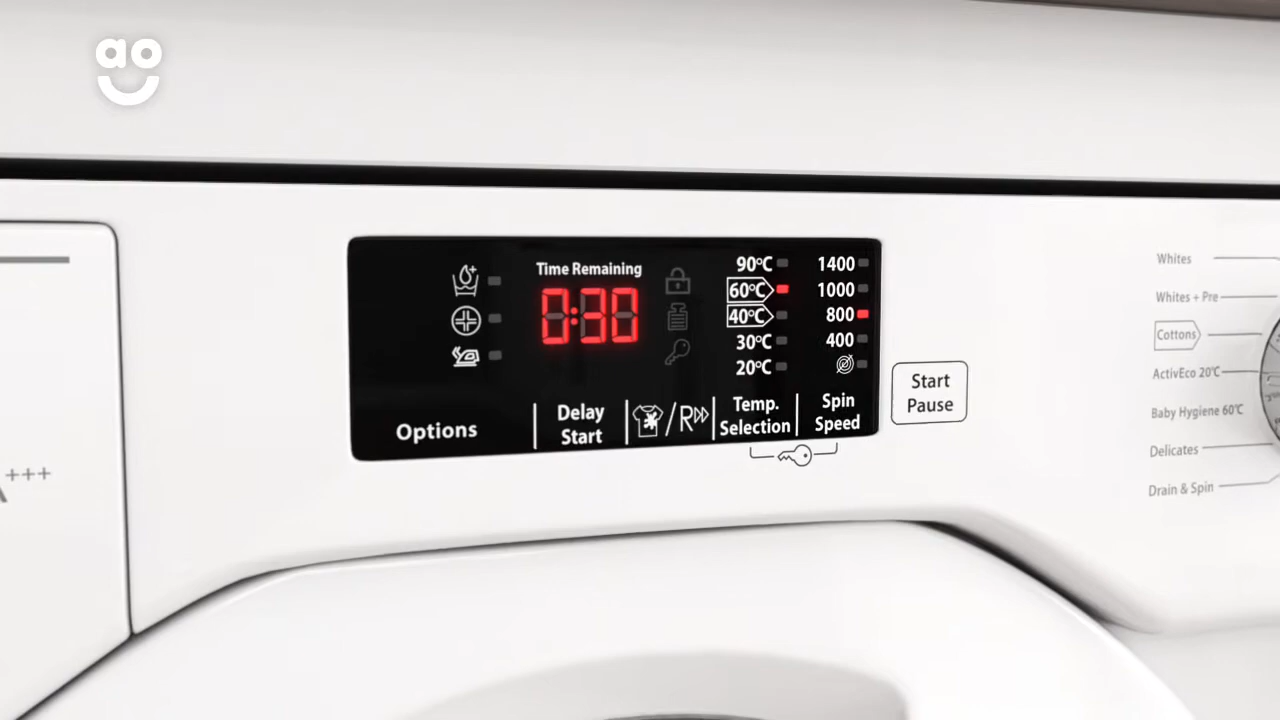 ao
Time Remaining
0:30
90°C
60°C
40°C
30°C
20°C
1400
1000
800
400
Options
Delay
Start
/R
Temp.
Selection
Spin
Speed
Start
Pause
Whites
Whites + Pre
Cottons
ActivEco 20°C
Baby Hygiene 60°C
Delicates
Drain & Spin
+++